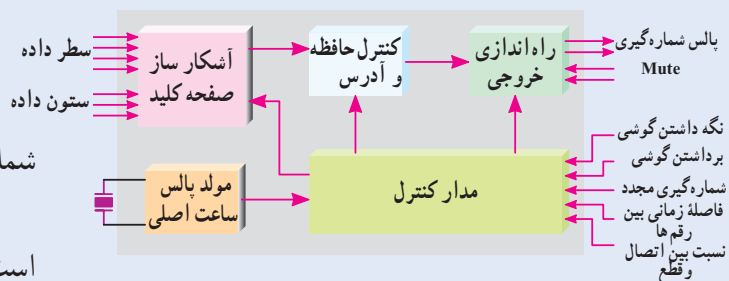 سطر داده
ستون داده
آشکار ساز
صفحه کلید
کنترل حافظه
و آدرس
راه اندازی
خروجی
پالس شماره گیری
Mute
مولد پالس
ساعت اصلی
مدار کنترل
نگه داشتن گوشی
برداشتن گوشی
شماره گیری مجدد
فاصلهٔ زمانی بین
رقم ها
نسبت بین اتصال
و قطع